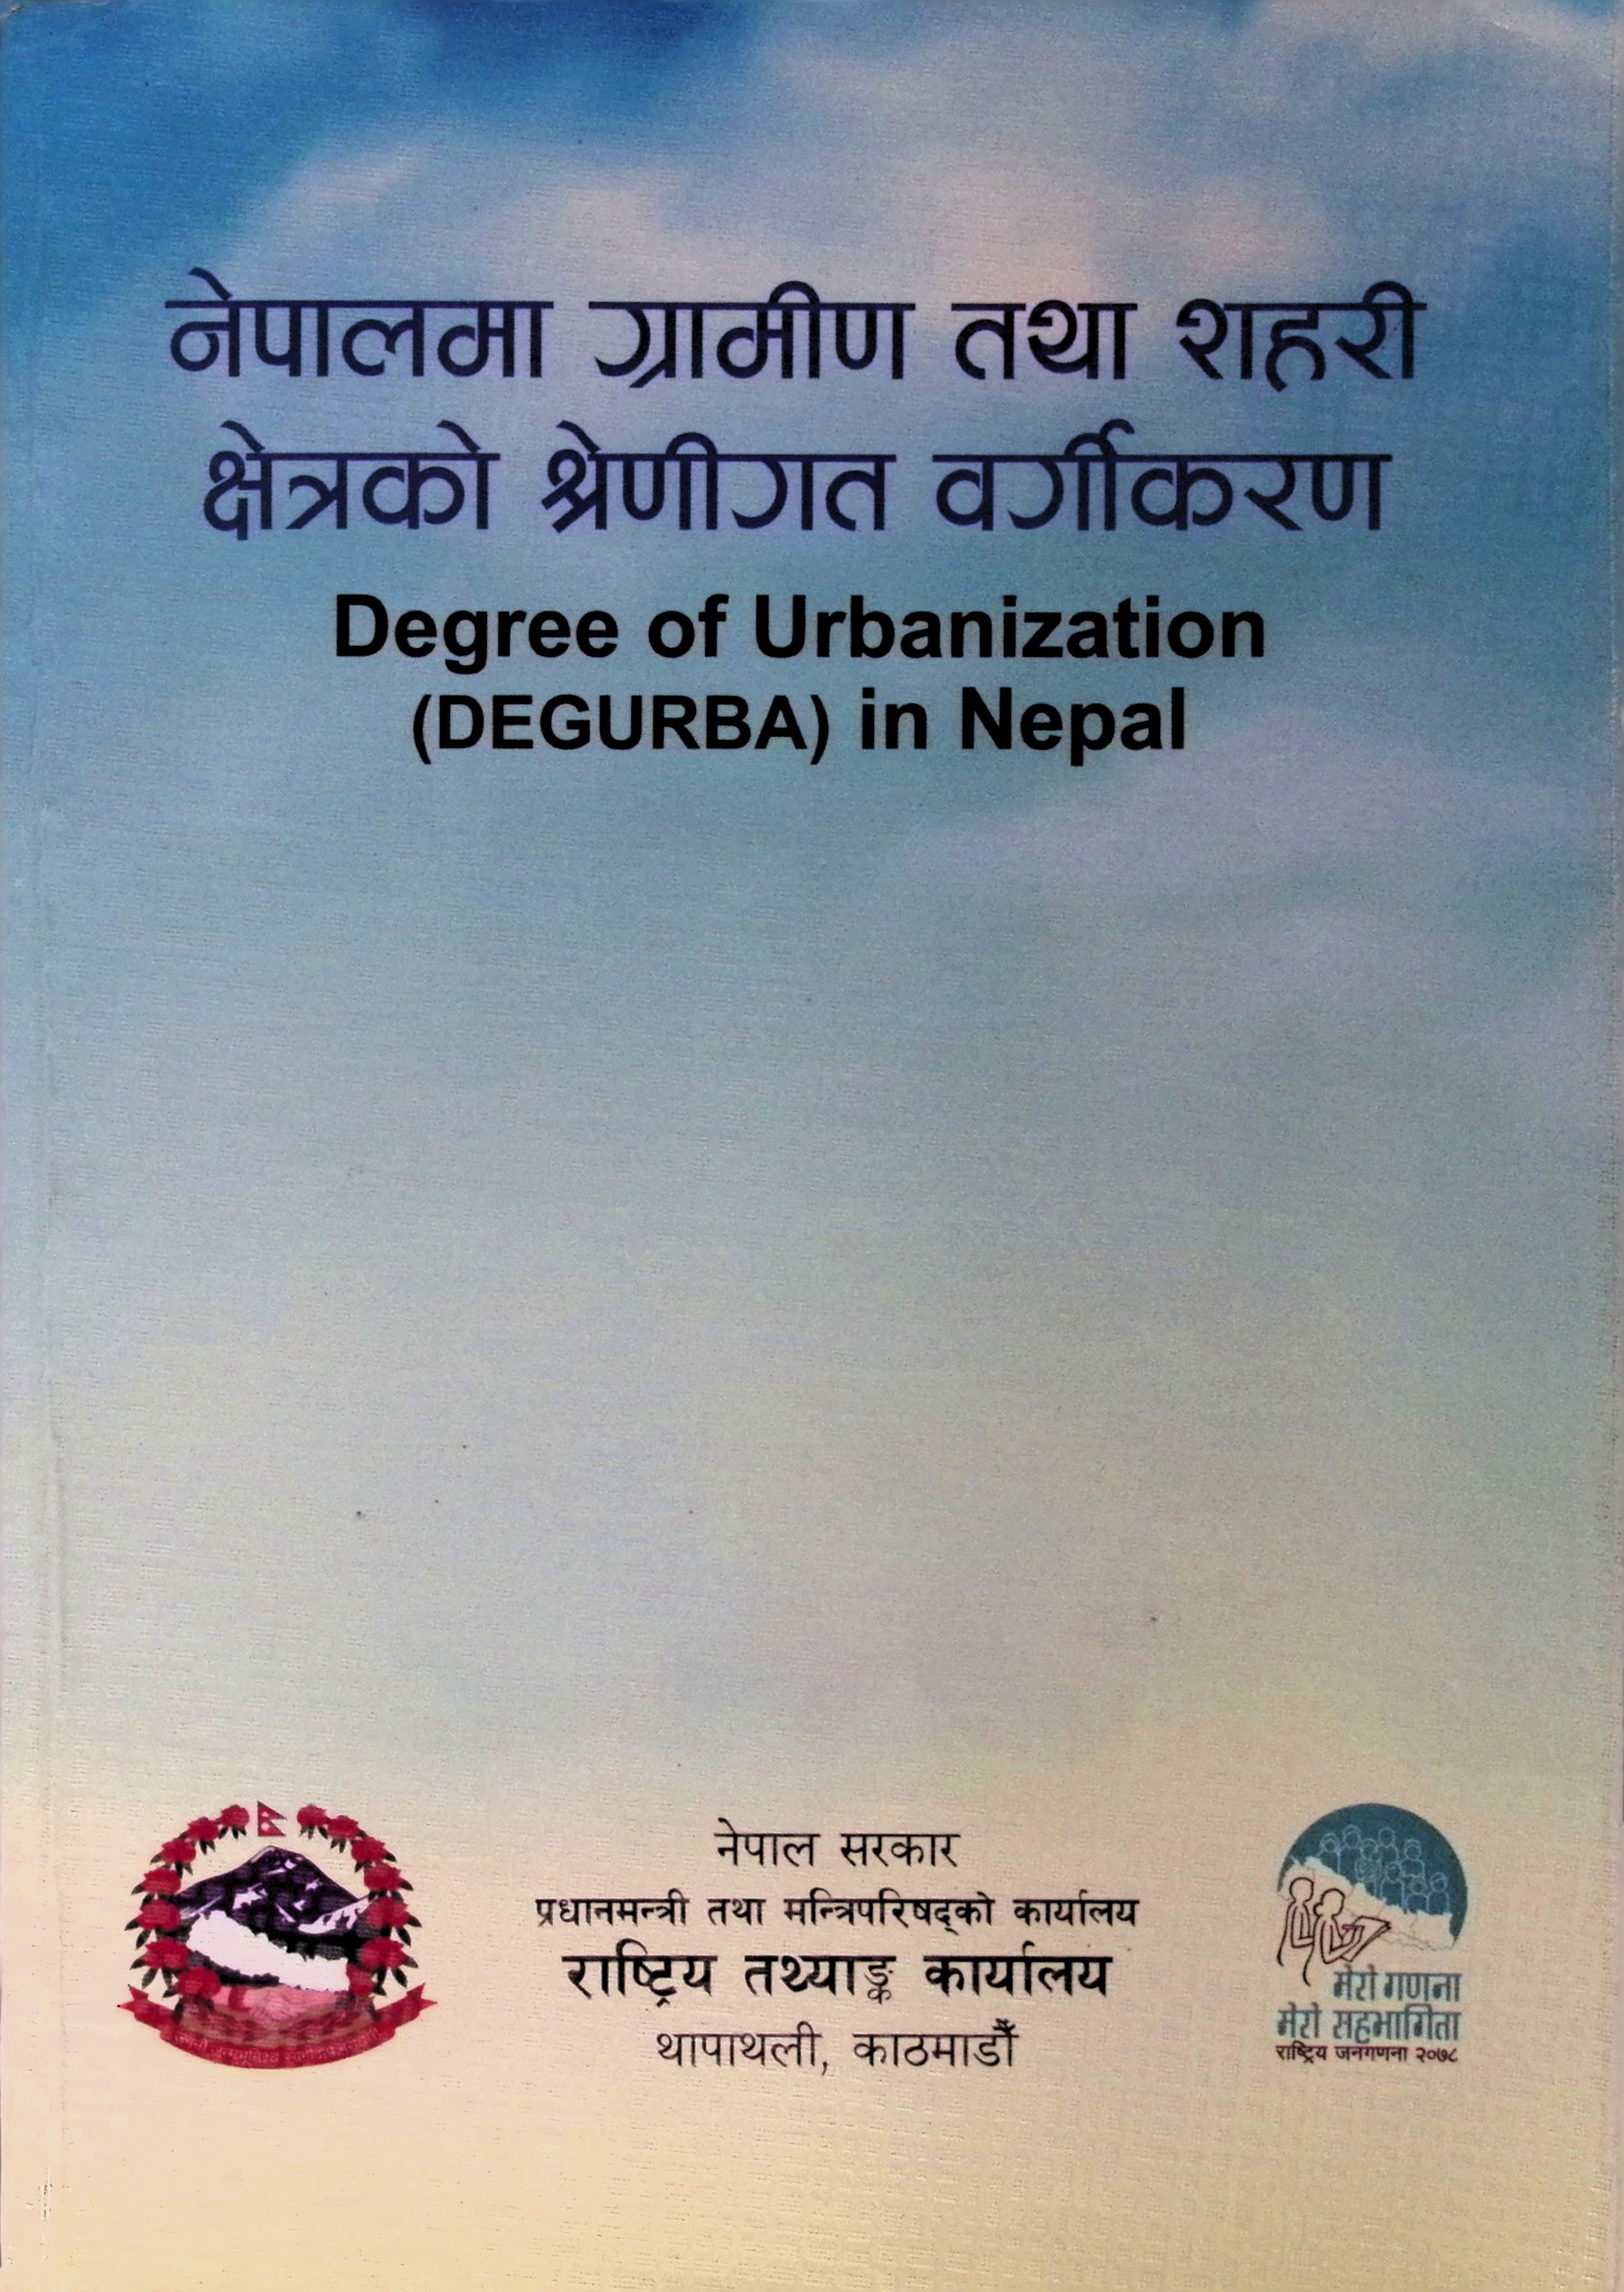 नेपालमा ग्रामीण तथा शहरी
क्षेत्रको श्रेणीगत वर्गीकरण
Degree of Urbanization
(DEGURBA) in Nepal
नेपाल सरकार
प्रधानमन्त्री तथा मन्त्रिपरिषद्को कार्यालय
राष्ट्रिय तथ्याङ्क कार्यालय
थापाथली, काठमाडौँ
मेरो गणना
मेरो सहभागिता
राष्ट्रिय जनगणना २०७८